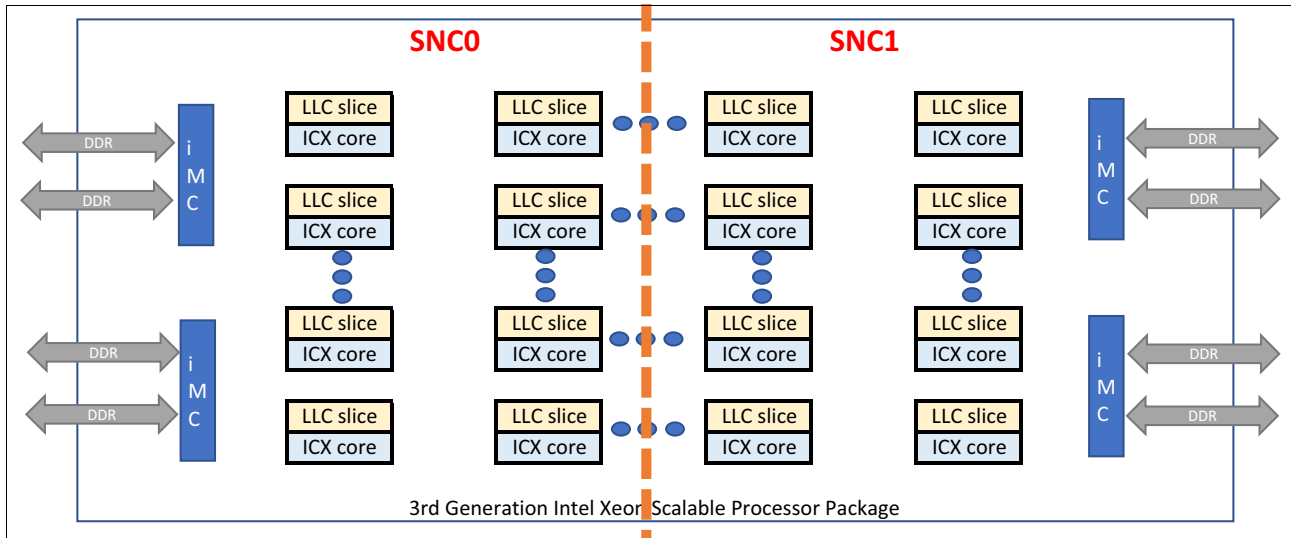 SNC0 SNC1
LLC slice LLC slice LLC slice LLC slice
ICX core ICX core ICX core ICX core
DDR DDR
i M C i M C
DDR DDR
LLC slice LLC slice LLC slice LLC slice
ICX core ICX core ICX core ICX core
LLC slice LLC slice LLC slice LLC slice
ICX core ICX core ICX core ICX core
DDR DDR
i M C i M C
DDR DDR
LLC slice LLC slice LLC slice LLC slice
ICX core ICX core ICX core ICX core
3rd Generation Intel Xeon Scalable Processor Package